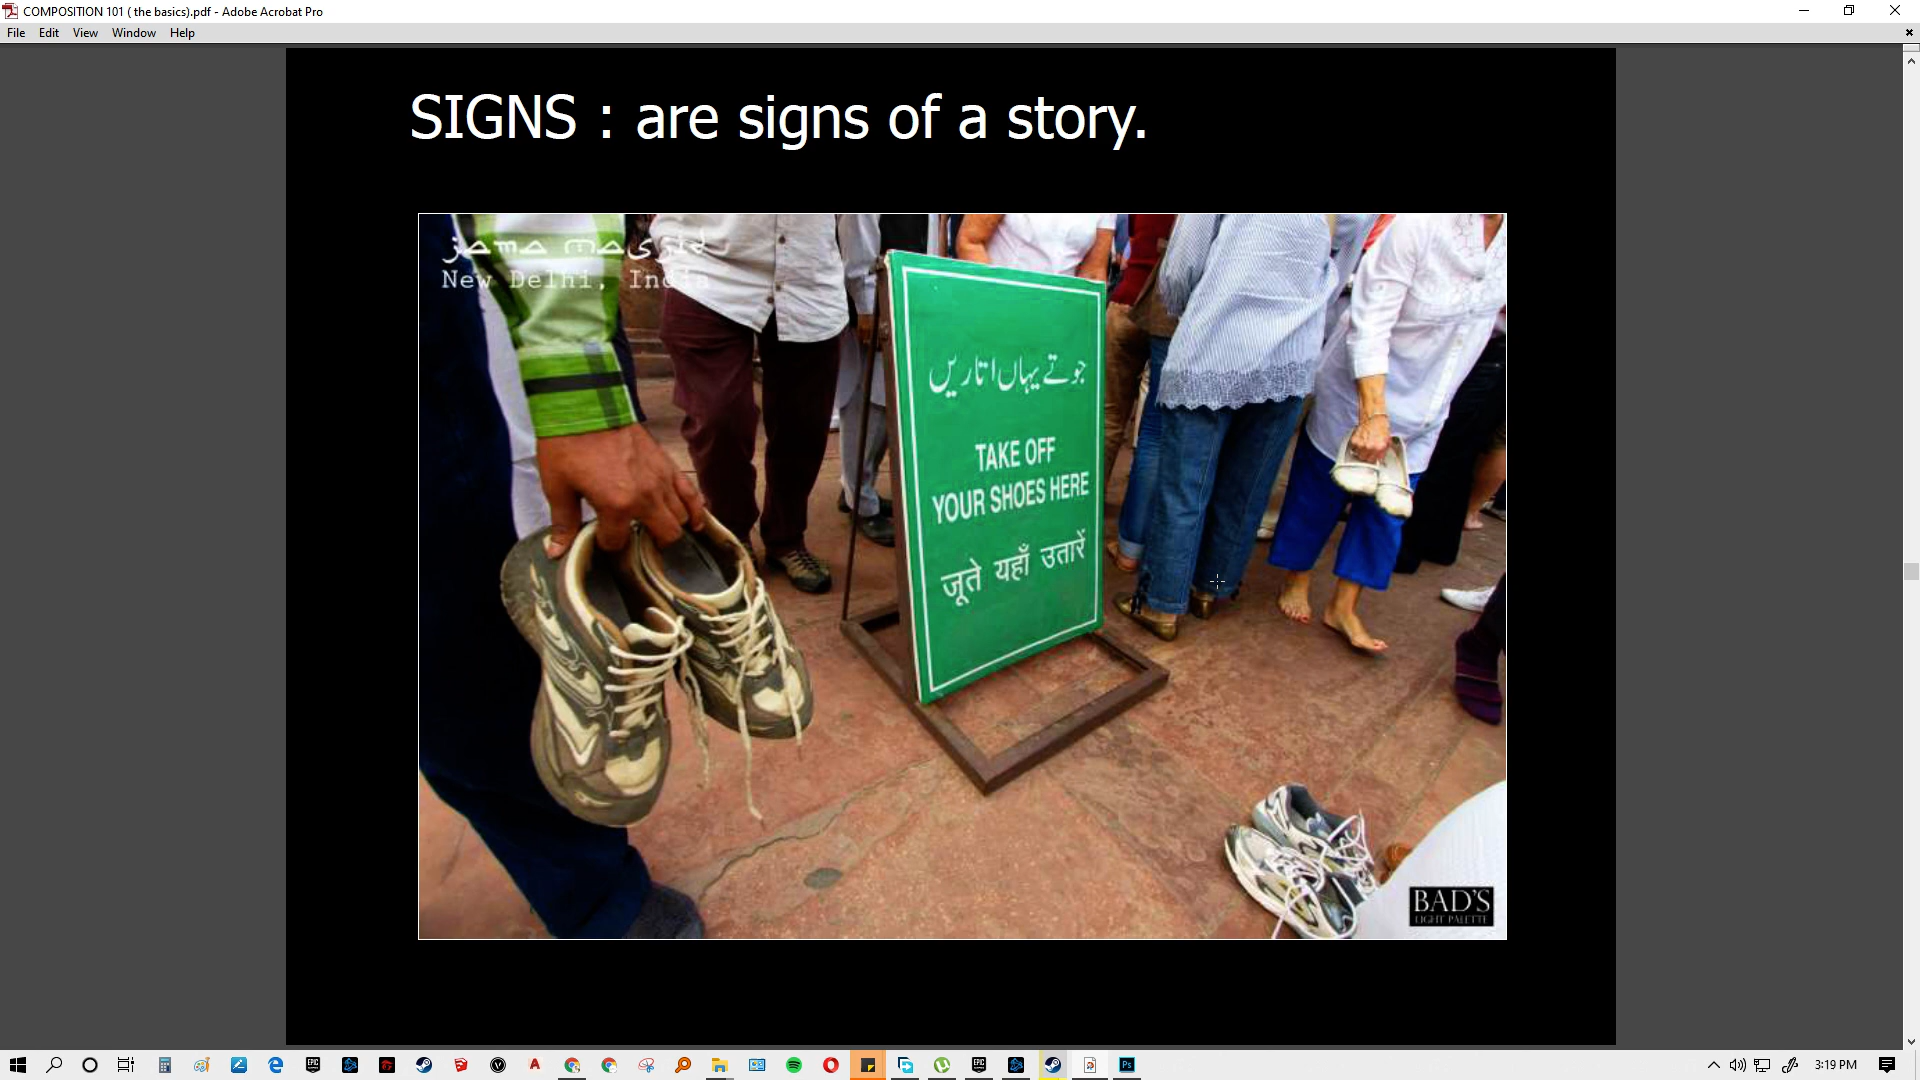 COMPOSITION 101 ( the basics).pdf - Adobe Acrobat Pro
File Edit View Window Help
SIGNS : are signs of a story.
jama masjid
New Delhi, India
جوتے یہاں اتاریں
TAKE OFF
YOUR SHOES HERE
जूते यहाँ उतारें
BAD'S
LIGHT PALETTE
3:19 PM